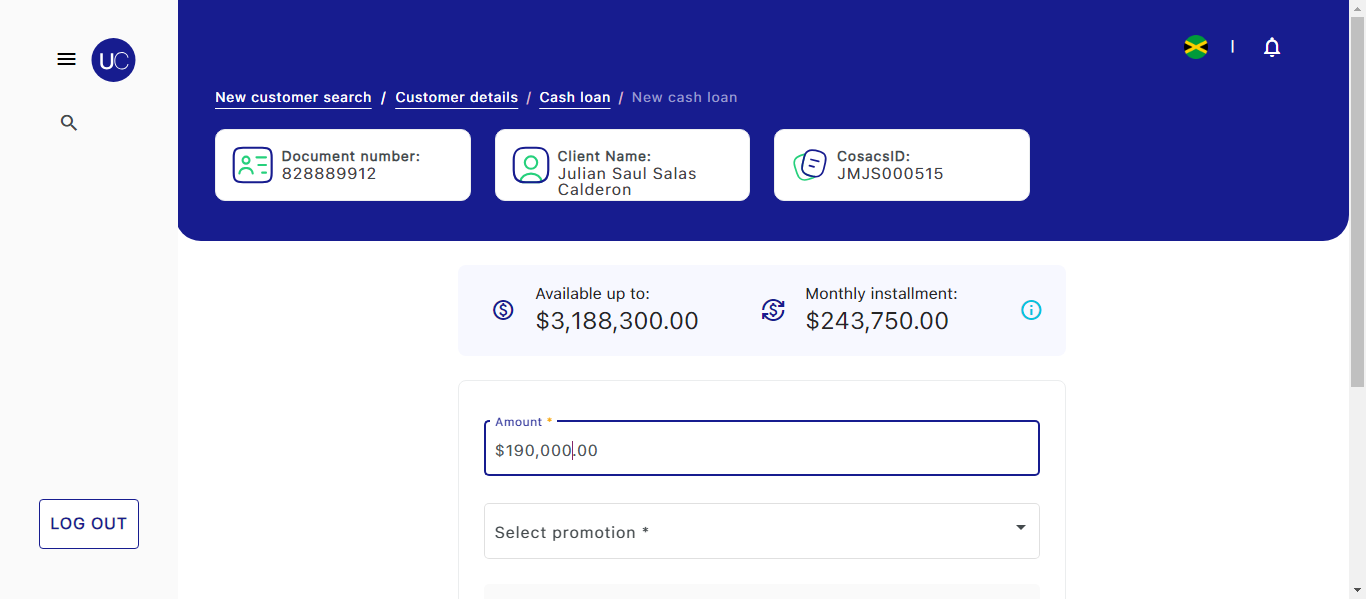 UC
New customer search / Customer details / Cash loan / New cash loan
Document number:
828889912
Client Name:
Julian Saul Salas
Calderon
CosacsID:
JMJS000515
Available up to:
$3,188,300.00
Monthly installment:
$243,750.00
Amount *
$190,000.00
Select promotion *
LOG OUT